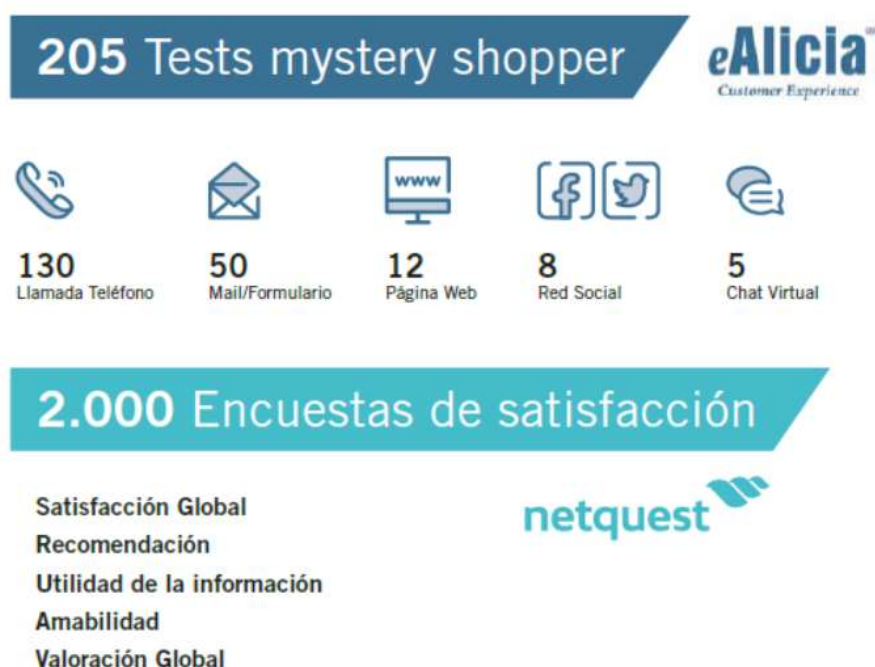 205 Tests mystery shopper
eAlicia
Customer Experience
www
130
Llamada Teléfono
50
Mail/Formulario
12
Página Web
8
Red Social
5
Chat Virtual
2.000 Encuestas de satisfacción
netquest
Satisfacción Global
Recomendación
Utilidad de la información
Amabilidad
Valoración Global